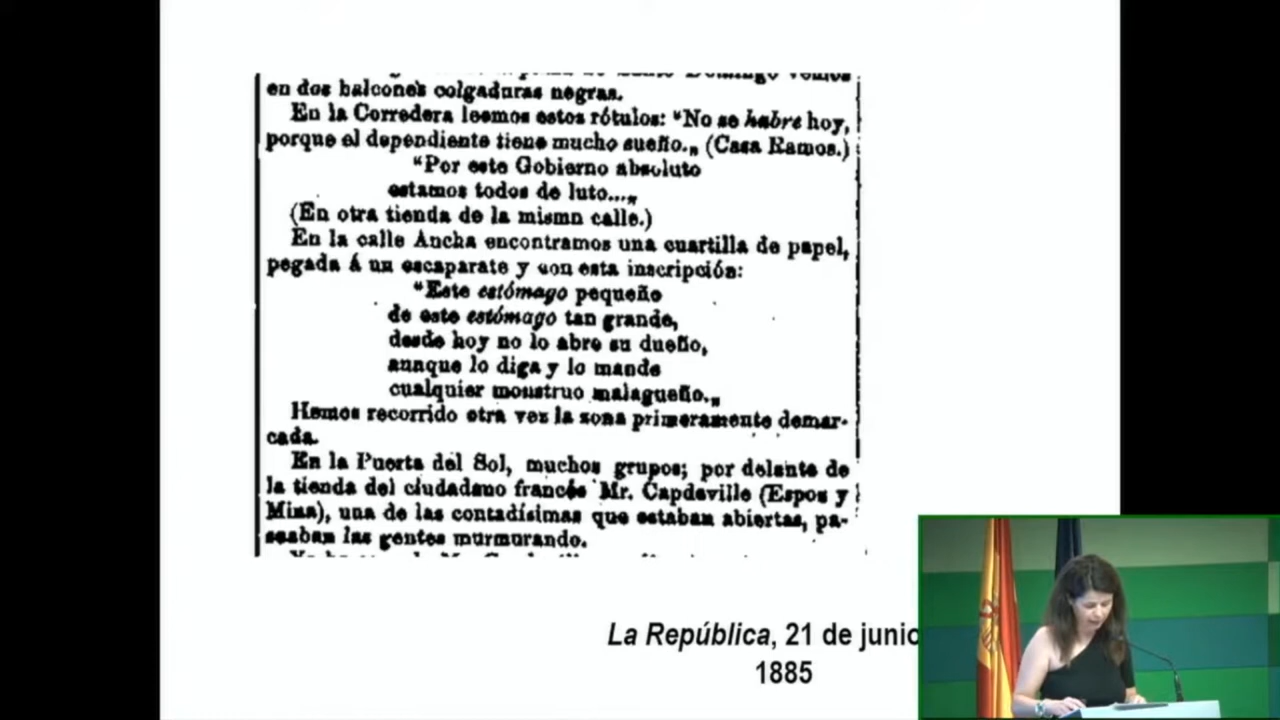 en dos balcones colgaduras negras.
En la Corredera leemos estos rótulos: "No se habre hoy,
porque el dependiente tiene mucho sueño.„ (Casa Ramos.)
"Por este Gobierno absoluto
estamos todos de luto...„
(En otra tienda de la misma calle.)
En la calle Ancha encontramos una cuartilla de papel,
pegada á un escaparate y con esta inscripción:
"Este estómago pequeño
de este estómago tan grande,
desde hoy no lo abre su dueño,
aunque lo diga y lo mande
cualquier monstruo malagueño.„
Hemos recorrido otra vez la zona primeramente demar-
cada.
En la Puerta del Sol, muchos grupos; por delante de
la tienda del ciudadano francés Mr. Capdeville (Espos y
Mina), una de las contadísimas que estaban abiertas, pa-
seaban las gentes murmurando.
La República, 21 de junio
1885